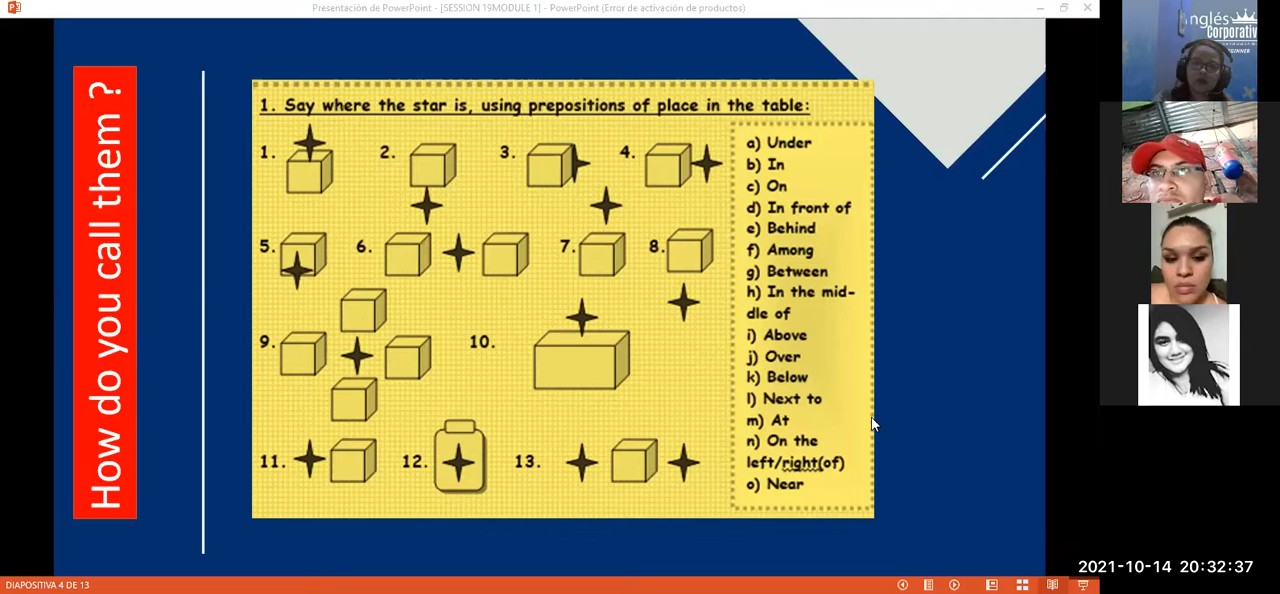 Presentación de PowerPoint - [SESSION 19MODULE 1] - PowerPoint (Error de activación de productos)
How do you call them ?
1. Say where the star is, using prepositions of place in the table:
1.
2.
3.
4.
5.
6.
7.
8.
9.
10.
11.
12.
13.
a) Under
b) In
c) On
d) In front of
e) Behind
f) Among
g) Between
h) In the mid-
dle of
i) Above
j) Over
k) Below
l) Next to
m) At
n) On the
left/right(of)
o) Near
Inglés
Corporativ
2021-10-14 20:32:37
DIAPOSITIVA 4 DE 13